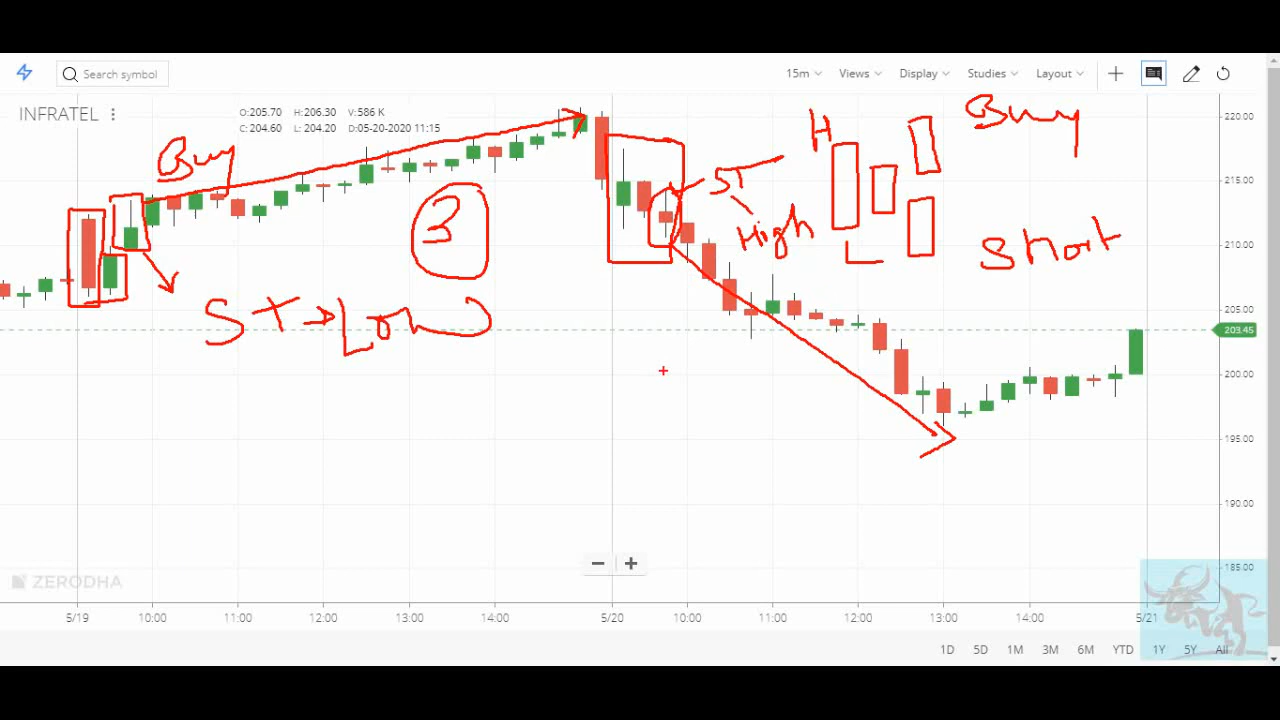 Search symbol
15m Views Display Studies Layout
INFRATEL
O:205.70 H:206.30 V:586 K
C:204.60 L:204.20 D:05-20-2020 11:15
Buy
3
ST
High
H
L
Buy
Short
ST→Low
220.00
215.00
210.00
205.00
203.45
200.00
195.00
190.00
185.00
ZERODHA
5/19 10:00 11:00 12:00 13:00 14:00 5/20 10:00 11:00 12:00 13:00 14:00 5/21
1D 5D 1M 3M 6M YTD 1Y 5Y All